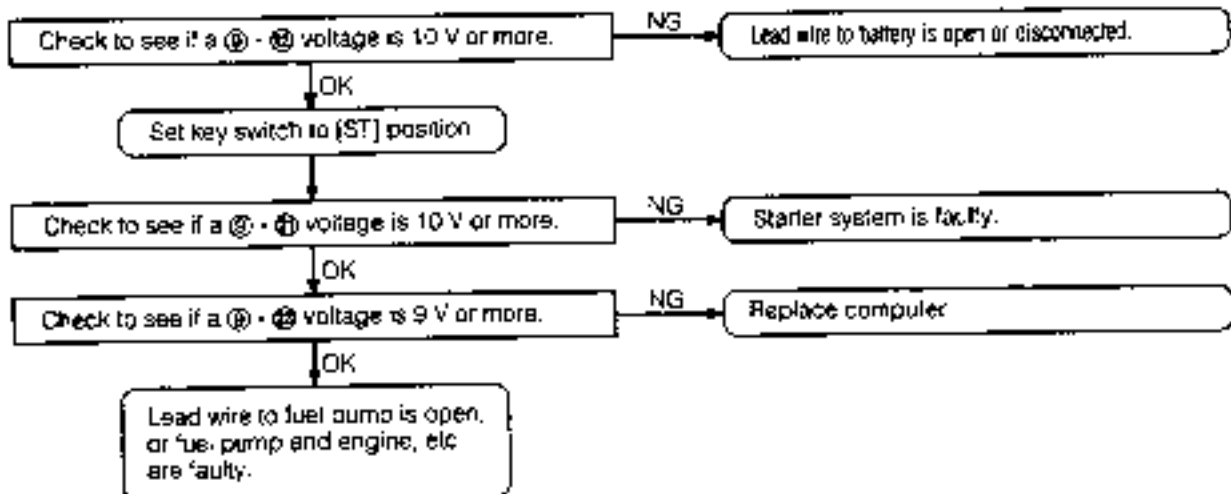 Check to see if a ⑨ - voltage is 10 V or more.
NG
Lead wire to battery is open or disconnected.
OK
Set key switch to [ST] position
Check to see if a - voltage is 10 V or more.
NG
Starter system is faulty.
OK
Check to see if a ⑨ - voltage is 9 V or more.
NG
Replace computer
OK
Lead wire to fuel pump is open,
or fuel pump and engine, etc
are faulty.